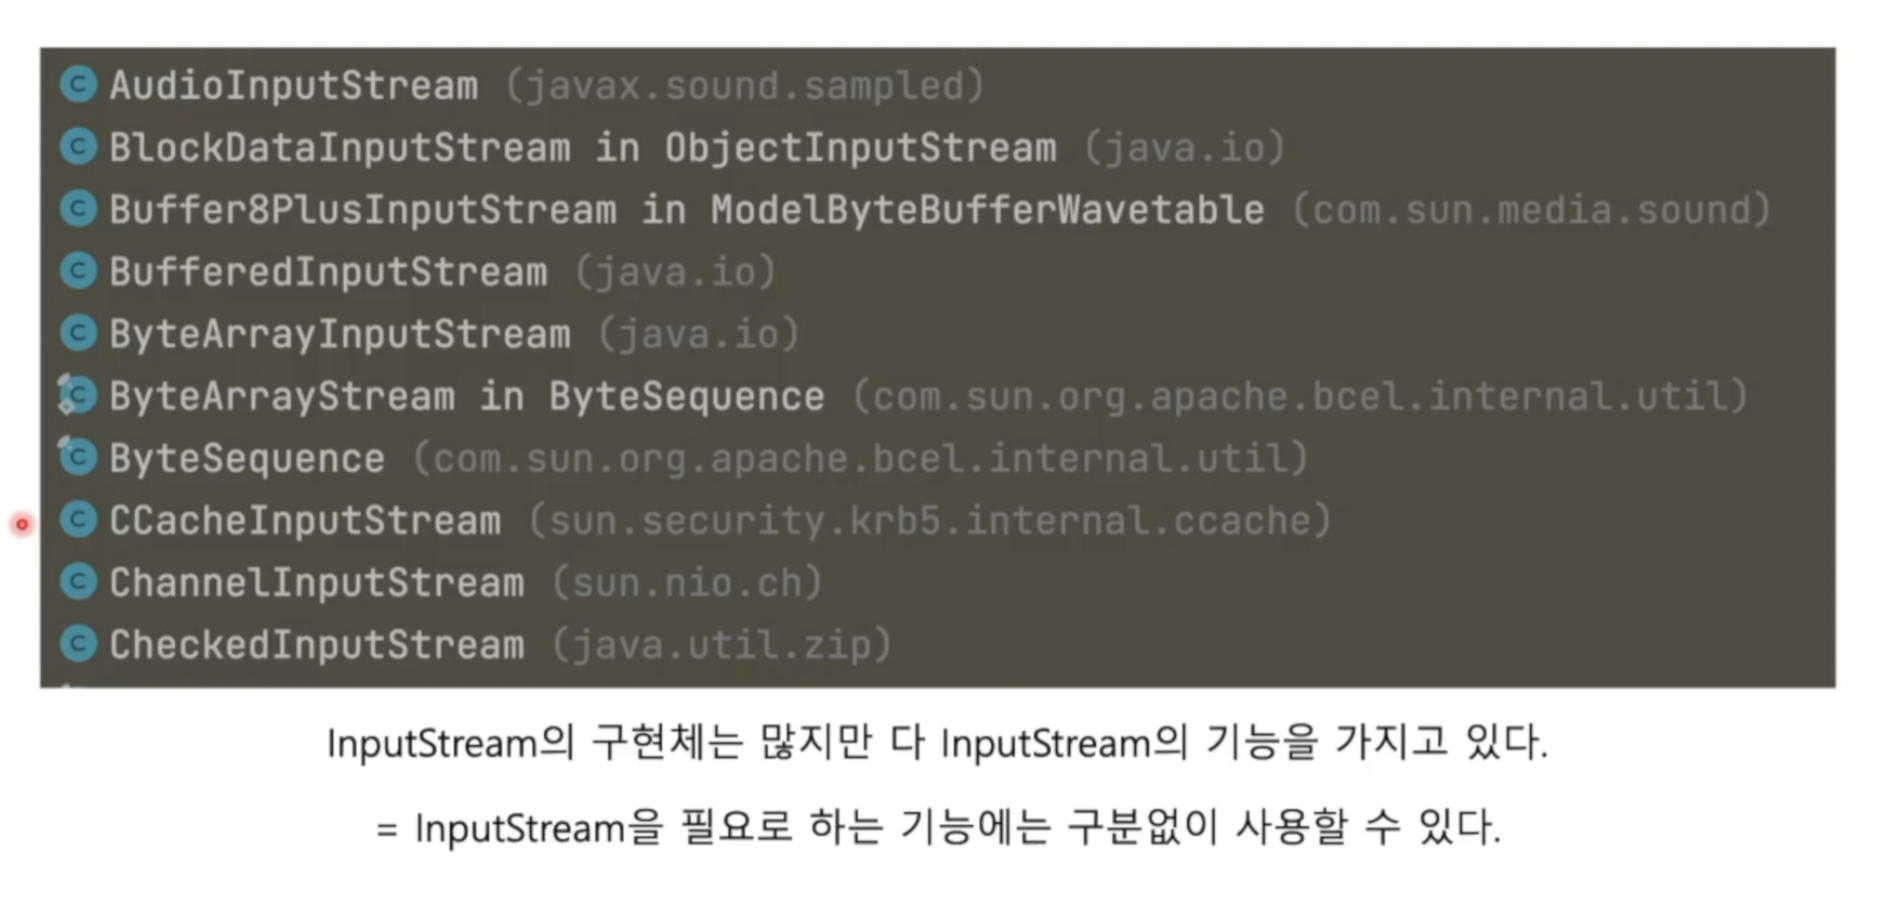 AudioInputStream (javax.sound.sampled)
BlockDataInputStream in ObjectInputStream (java.io)
Buffer8PlusInputStream in ModelByteBufferWavetable (com.sun.media.sound)
BufferedInputStream (java.io)
ByteArrayInputStream (java.io)
ByteArrayStream in ByteSequence (com.sun.org.apache.bcel.internal.util)
ByteSequence (com.sun.org.apache.bcel.internal.util)
CCacheInputStream (sun.security.krb5.internal.ccache)
ChannelInputStream (sun.nio.ch)
CheckedInputStream (java.util.zip)
InputStream의 구현체는 많지만 다 InputStream의 기능을 가지고 있다.
= InputStream을 필요로 하는 기능에는 구분없이 사용할 수 있다.